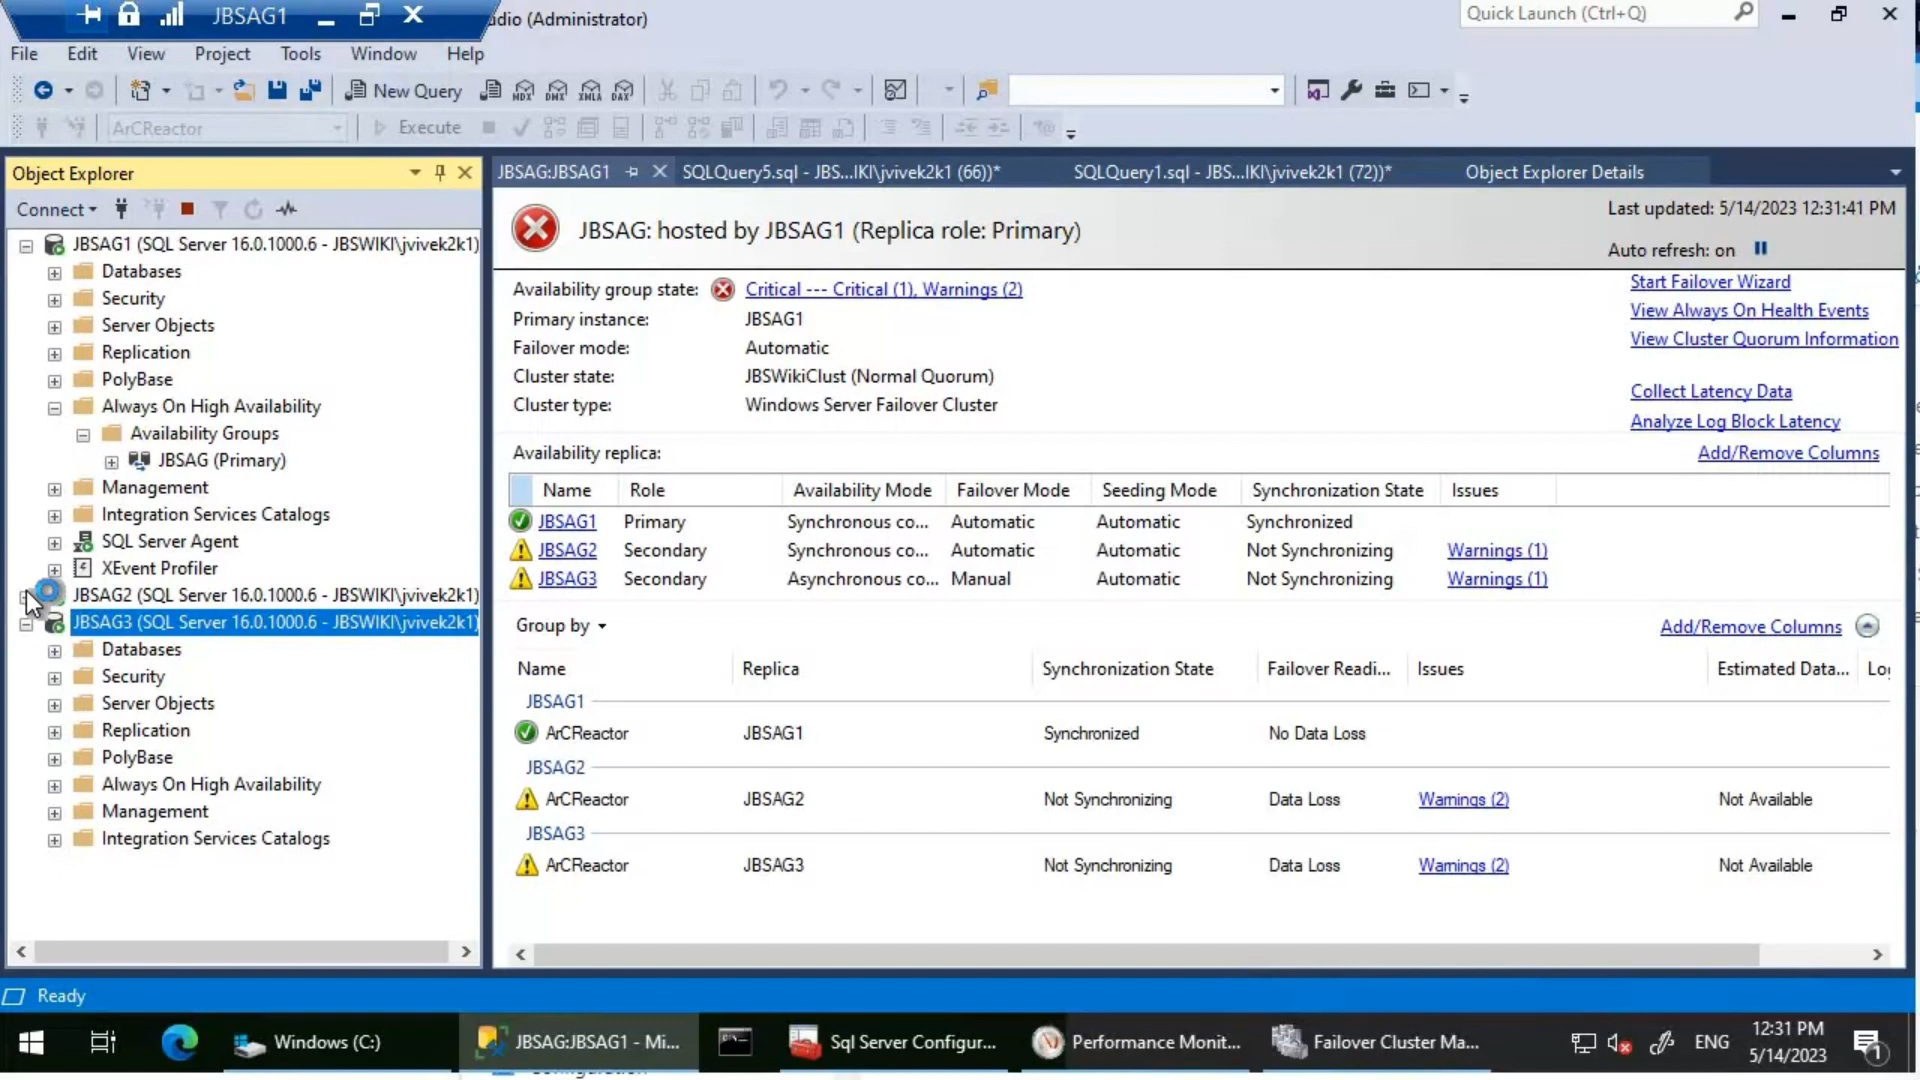 JBSAG1
udio (Administrator)
Quick Launch (Ctrl+Q)
File Edit View Project Tools Window Help
New Query
MDX DMX XMLA DAX
ArCReactor
Execute
Object Explorer
JBSAG:JBSAG1
SQLQuery5.sql - JBS...IKI\jvivek2k1 (66))*
SQLQuery1.sql - JBS...IKI\jvivek2k1 (72))*
Object Explorer Details
Connect
JBSAG1 (SQL Server 16.0.1000.6 - JBSWIKI\jvivek2k1)
Databases
Security
Server Objects
Replication
PolyBase
Always On High Availability
Availability Groups
JBSAG (Primary)
Management
Integration Services Catalogs
SQL Server Agent
XEvent Profiler
JBSAG2 (SQL Server 16.0.1000.6 - JBSWIKI\jvivek2k1)
JBSAG3 (SQL Server 16.0.1000.6 - JBSWIKI\jvivek2k1)
Databases
Security
Server Objects
Replication
PolyBase
Always On High Availability
Management
Integration Services Catalogs
JBSAG: hosted by JBSAG1 (Replica role: Primary)
Last updated: 5/14/2023 12:31:41 PM
Auto refresh: on
Availability group state: Critical --- Critical (1), Warnings (2)
Primary instance: JBSAG1
Failover mode: Automatic
Cluster state: JBSWikiClust (Normal Quorum)
Cluster type: Windows Server Failover Cluster
Start Failover Wizard
View Always On Health Events
View Cluster Quorum Information
Collect Latency Data
Analyze Log Block Latency
Availability replica:
Add/Remove Columns
Name Role Availability Mode Failover Mode Seeding Mode Synchronization State Issues
JBSAG1 Primary Synchronous co... Automatic Automatic Synchronized
JBSAG2 Secondary Synchronous co... Automatic Automatic Not Synchronizing Warnings (1)
JBSAG3 Secondary Asynchronous co... Manual Automatic Not Synchronizing Warnings (1)
Group by
Add/Remove Columns
Name Replica Synchronization State Failover Readi... Issues Estimated Data...
JBSAG1
ArCReactor JBSAG1 Synchronized No Data Loss
JBSAG2
ArCReactor JBSAG2 Not Synchronizing Data Loss Warnings (2) Not Available
JBSAG3
ArCReactor JBSAG3 Not Synchronizing Data Loss Warnings (2) Not Available
Ready
Windows (C:)
JBSAG:JBSAG1 - Mi...
Sql Server Configur...
Performance Monit...
Failover Cluster Ma...
ENG
12:31 PM
5/14/2023
1